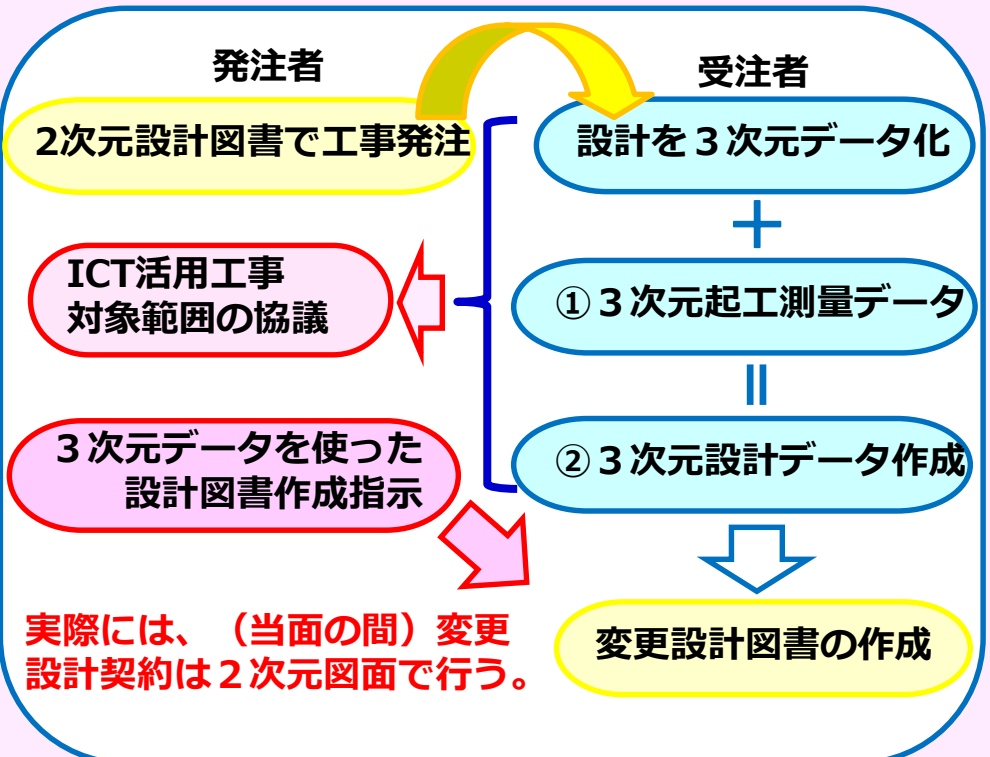 発注者
受注者
2次元設計図書で工事発注
設計を３次元データ化
＋
ICT活用工事
対象範囲の協議
①３次元起工測量データ
＝
３次元データを使った
設計図書作成指示
②３次元設計データ作成
実際には、（当面の間）変更
設計契約は２次元図面で行う。
変更設計図書の作成